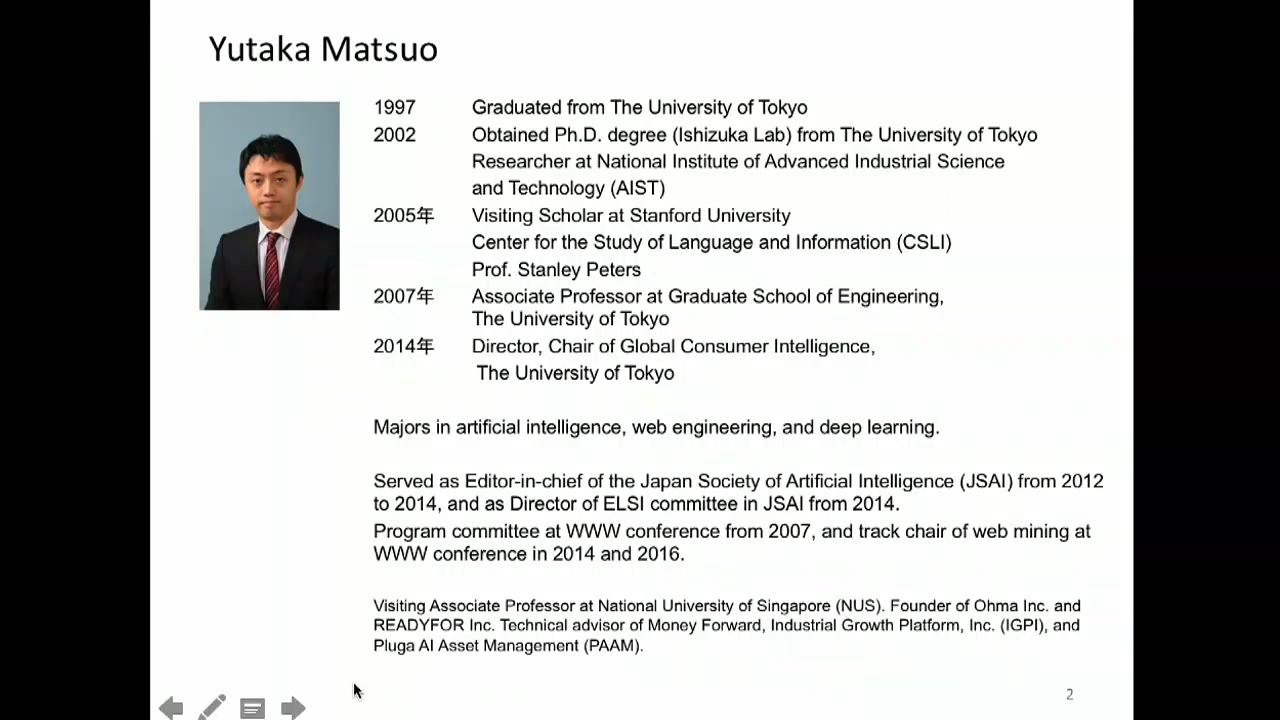 Yutaka Matsuo
1997 Graduated from The University of Tokyo
2002 Obtained Ph.D. degree (Ishizuka Lab) from The University of Tokyo
Researcher at National Institute of Advanced Industrial Science
and Technology (AIST)
2005年 Visiting Scholar at Stanford University
Center for the Study of Language and Information (CSLI)
Prof. Stanley Peters
2007年 Associate Professor at Graduate School of Engineering,
The University of Tokyo
2014年 Director, Chair of Global Consumer Intelligence,
The University of Tokyo
Majors in artificial intelligence, web engineering, and deep learning.
Served as Editor-in-chief of the Japan Society of Artificial Intelligence (JSAI) from 2012
to 2014, and as Director of ELSI committee in JSAI from 2014.
Program committee at WWW conference from 2007, and track chair of web mining at
WWW conference in 2014 and 2016.
Visiting Associate Professor at National University of Singapore (NUS). Founder of Ohma Inc. and
READYFOR Inc. Technical advisor of Money Forward, Industrial Growth Platform, Inc. (IGPI), and
Pluga AI Asset Management (PAAM).
2